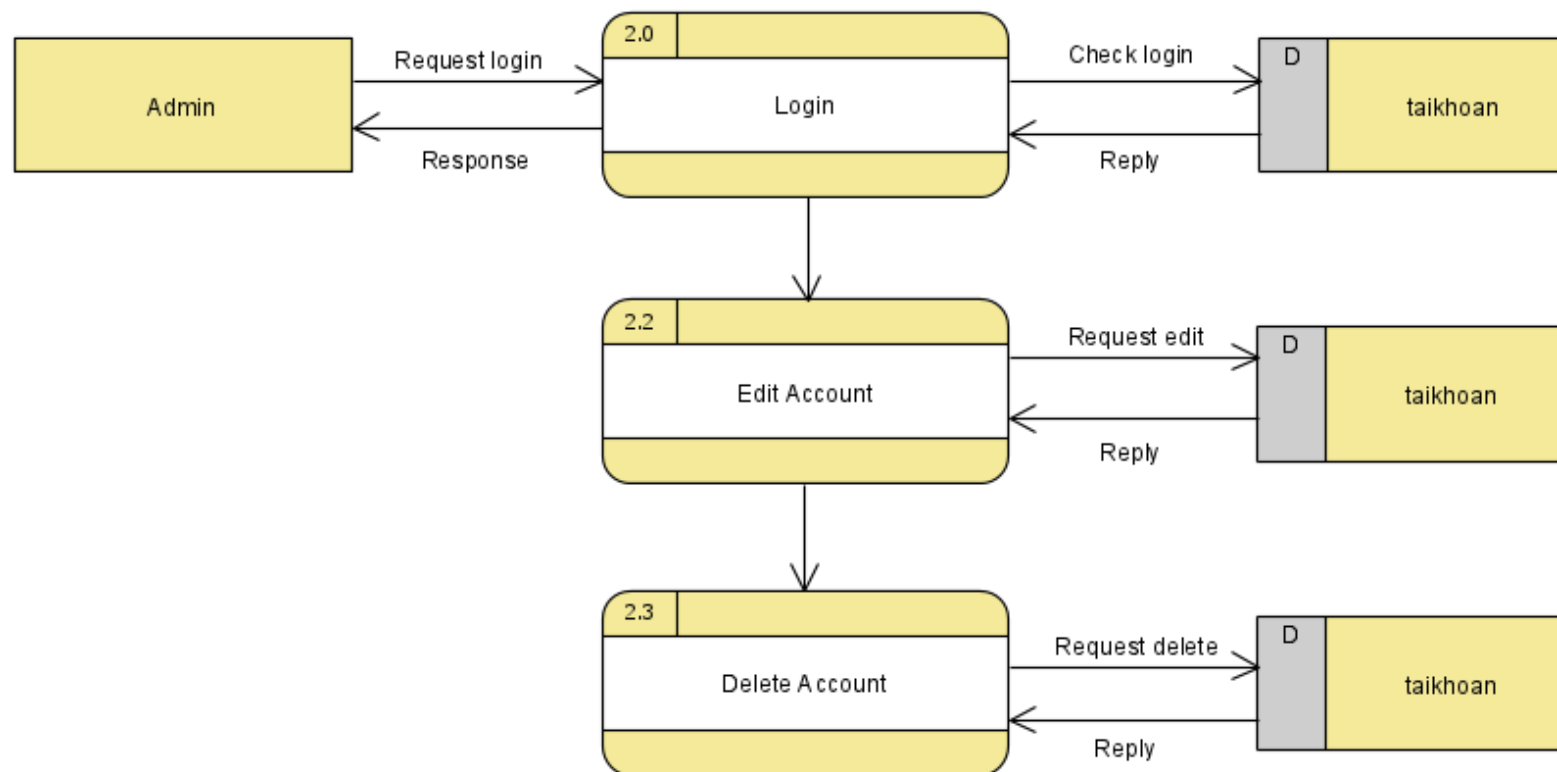 2.0
Request login
Check login
D
Admin
Login
taikhoan
Response
Reply
2.2
Request edit
D
Edit Account
taikhoan
Reply
2.3
Request delete
D
Delete Account
taikhoan
Reply